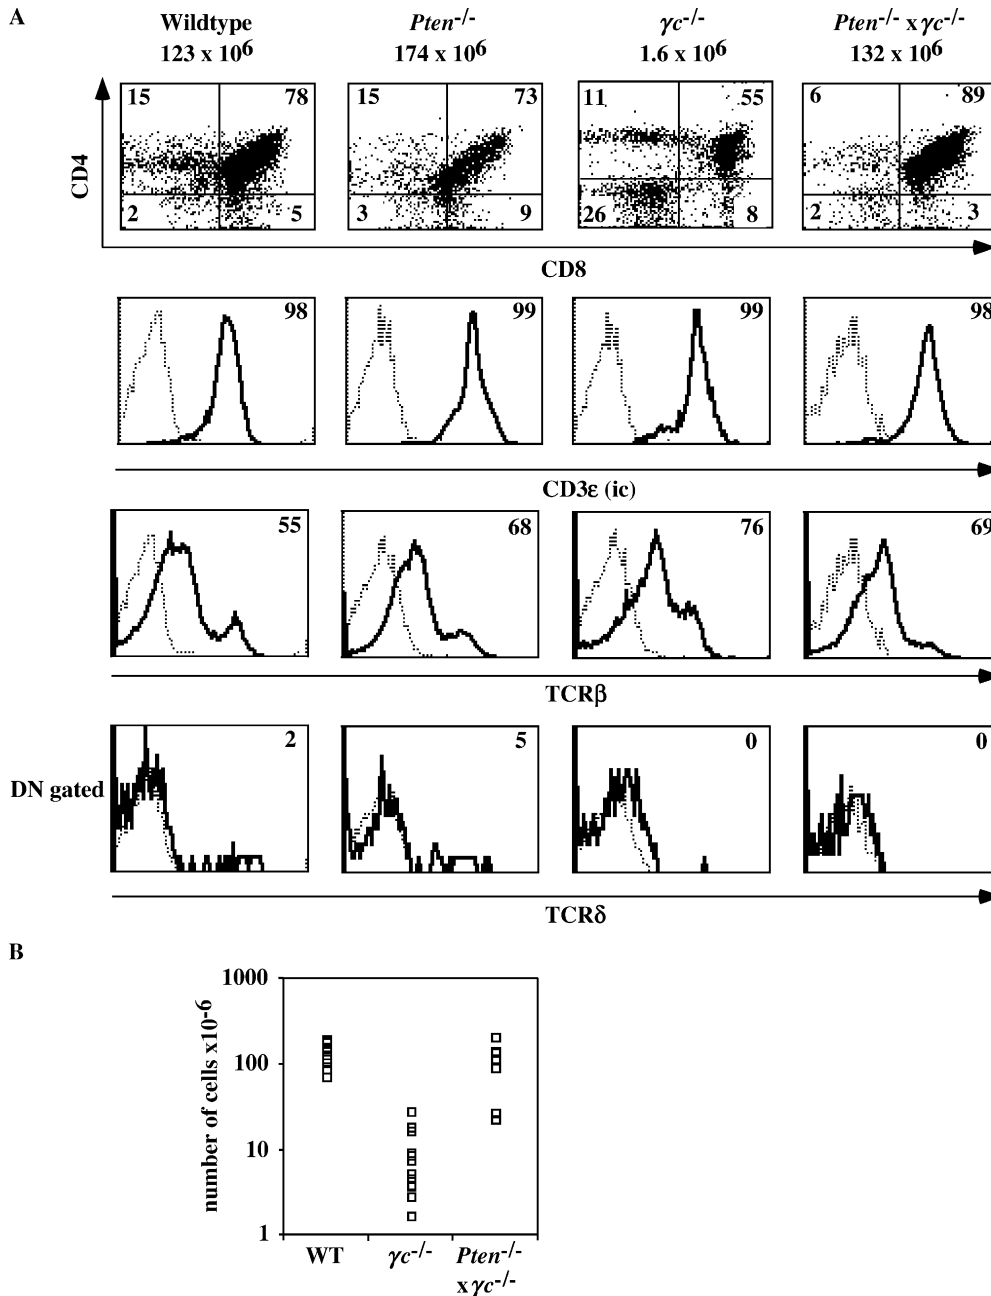 A
Wildtype Pten-/- γc-/- Pten-/- x γc-/-
123 x 10⁶ 174 x 10⁶ 1.6 x 10⁶ 132 x 10⁶
15 78 15 73 11 55 6 89
CD4
2 5 3 9 26 8 2 3
CD8
98 99 99 98
CD3ε (ic)
55 68 76 69
TCRβ
2 5 0 0
DN gated
TCRδ
B
1000
100
10
1
number of cells x10-6
WT γc-/- Pten-/-
x γc-/-